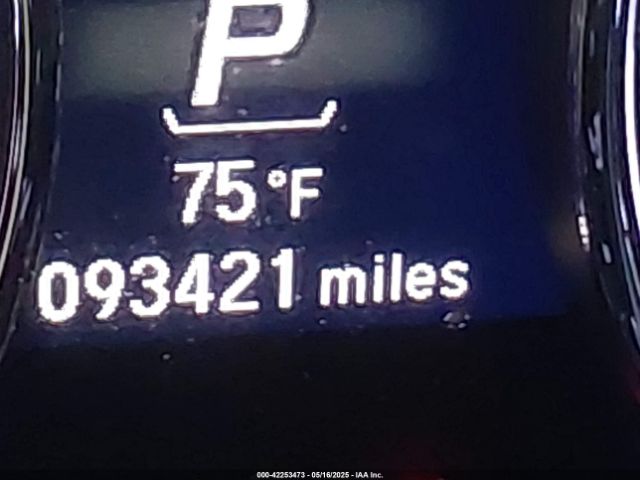 P
75°F
093421 miles
000-42253473 - 05/16/2025 - IAA Inc.